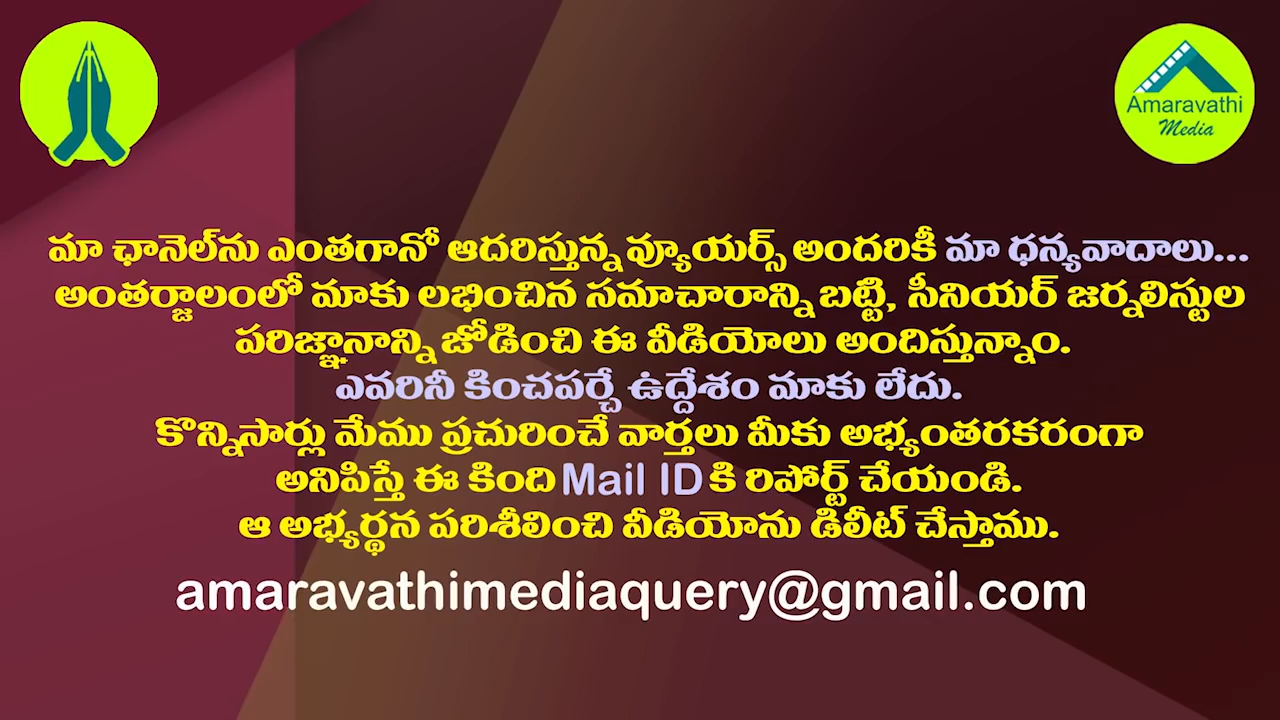 Amaravathi
Media
మా ఛానెల్‌ను ఎంతగానో ఆదరిస్తున్న వ్యూయర్స్ అందరికీ మా ధన్యవాదాలు...
అంతర్జాలంలో మాకు లభించిన సమాచారాన్ని బట్టి, సీనియర్ జర్నలిస్టుల
పరిజ్ఞానాన్ని జోడించి ఈ వీడియోలు అందిస్తున్నాం.
ఎవరినీ కించపర్చే ఉద్దేశం మాకు లేదు.
కొన్నిసార్లు మేము ప్రచురించే వార్తలు మీకు అభ్యంతరకరంగా
అనిపిస్తే ఈ కింది Mail ID కి రిపోర్ట్ చేయండి.
ఆ అభ్యర్థన పరిశీలించి వీడియోను డిలీట్ చేస్తాము.
amaravathimediaquery@gmail.com